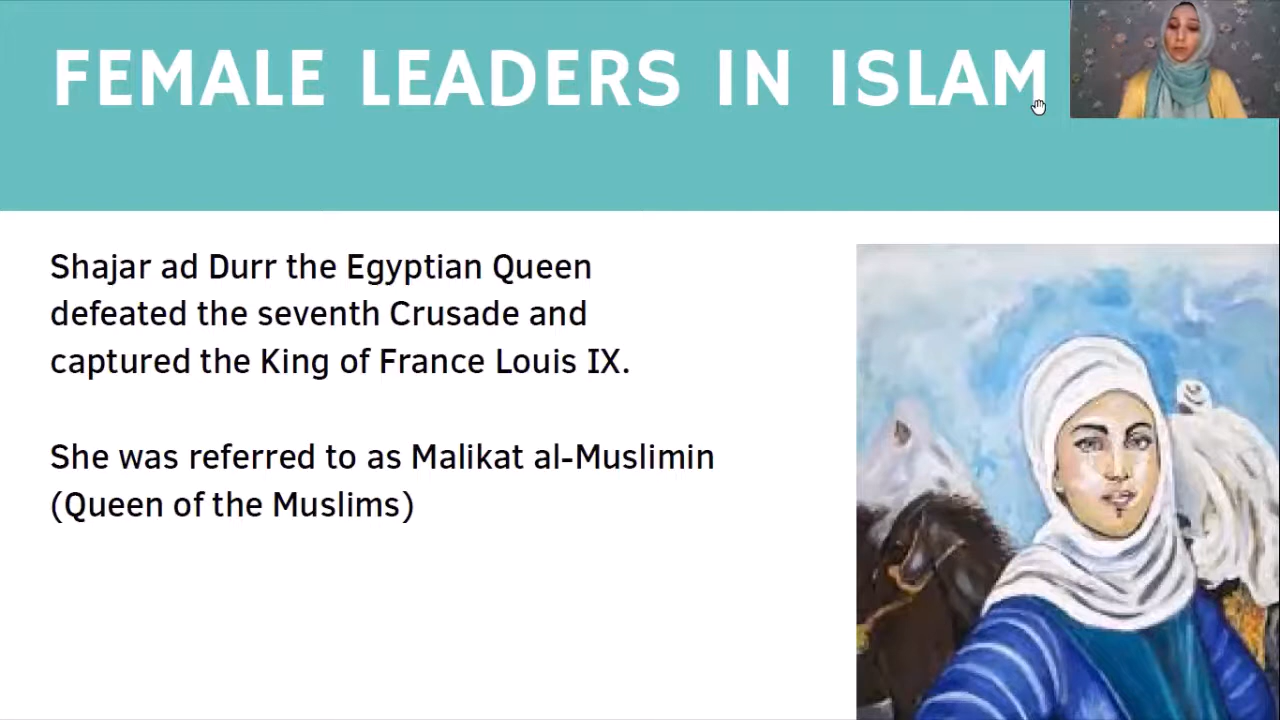 FEMALE LEADERS IN ISLAM
Shajar ad Durr the Egyptian Queen
defeated the seventh Crusade and
captured the King of France Louis IX.
She was referred to as Malikat al-Muslimin
(Queen of the Muslims)